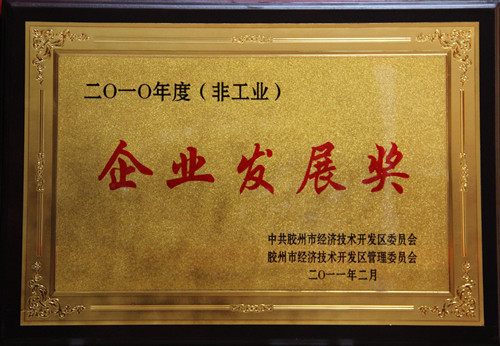 二〇一〇年度（非工业）
企业发展奖
中共胶州市经济技术开发区委员会
胶州市经济技术开发区管理委员会
二〇一一年二月